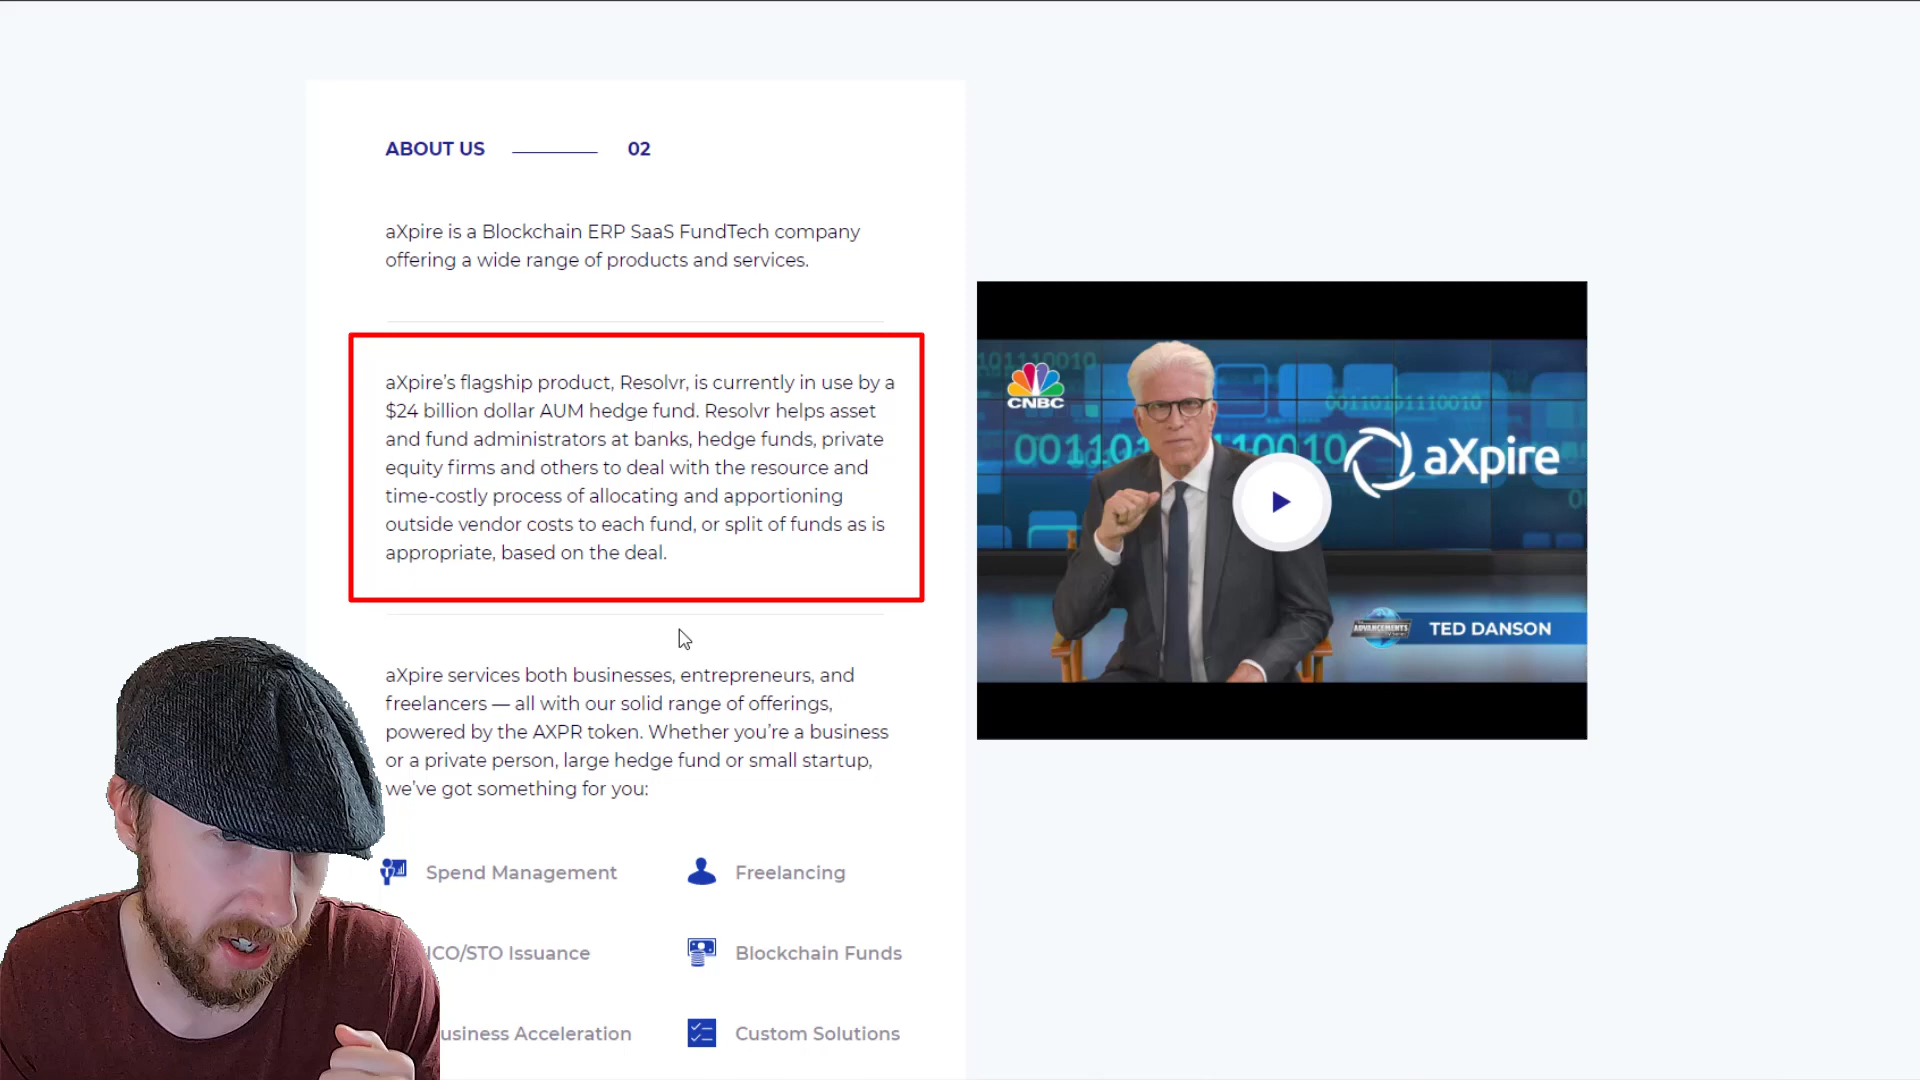 ABOUT US
02
aXpire is a Blockchain ERP SaaS FundTech company
offering a wide range of products and services.
aXpire’s flagship product, Resolvr, is currently in use by a
$24 billion dollar AUM hedge fund. Resolvr helps asset
and fund administrators at banks, hedge funds, private
equity firms and others to deal with the resource and
time-costly process of allocating and apportioning
outside vendor costs to each fund, or split of funds as is
appropriate, based on the deal.
aXpire services both businesses, entrepreneurs, and
freelancers — all with our solid range of offerings,
powered by the AXPR token. Whether you’re a business
or a private person, large hedge fund or small startup,
we’ve got something for you:
Spend Management
Freelancing
ICO/STO Issuance
Blockchain Funds
usiness Acceleration
Custom Solutions
CNBC
aXpire
ADVANCEMENTS
TED DANSON